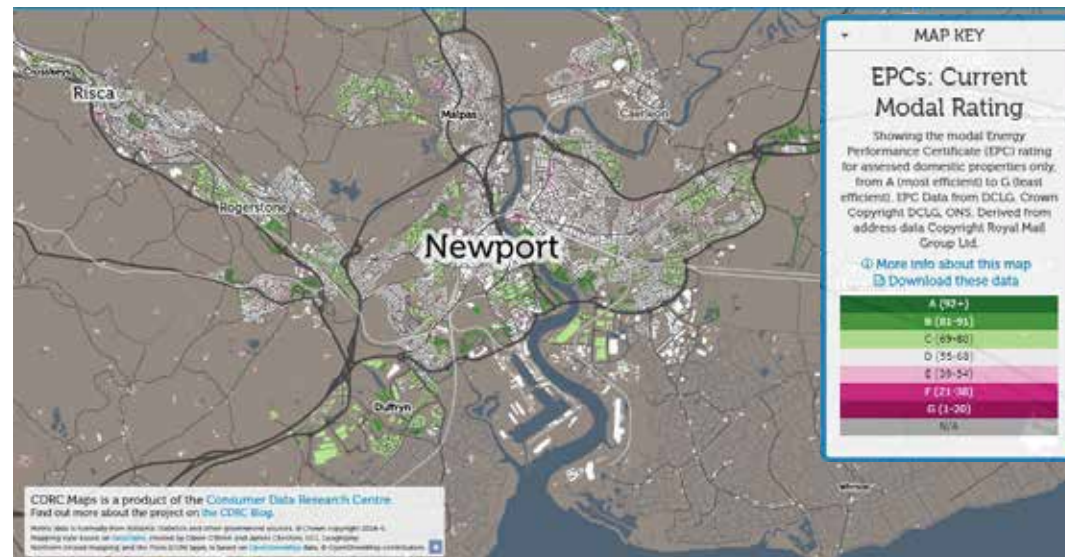 Crosskeys
Risca
Malpas
Caerleon
Rogerstone
Newport
Duffryn
MAP KEY
EPCs: Current
Modal Rating
Showing the modal Energy
Performance Certificate (EPC) rating
for assessed domestic properties only,
from A (most efficient) to G (least
efficient). EPC Data from DCLG, Crown
Copyright DCLG, ONS. Derived from
address data Copyright Royal Mail
Group Ltd.
More info about this map
Download these data
A (92+)
B (81-91)
C (69-80)
D (55-68)
E (39-54)
F (21-38)
G (1-20)
N/A
CDRC Maps is a product of the Consumer Data Research Centre.
Find out more about the project on the CDRC Blog.